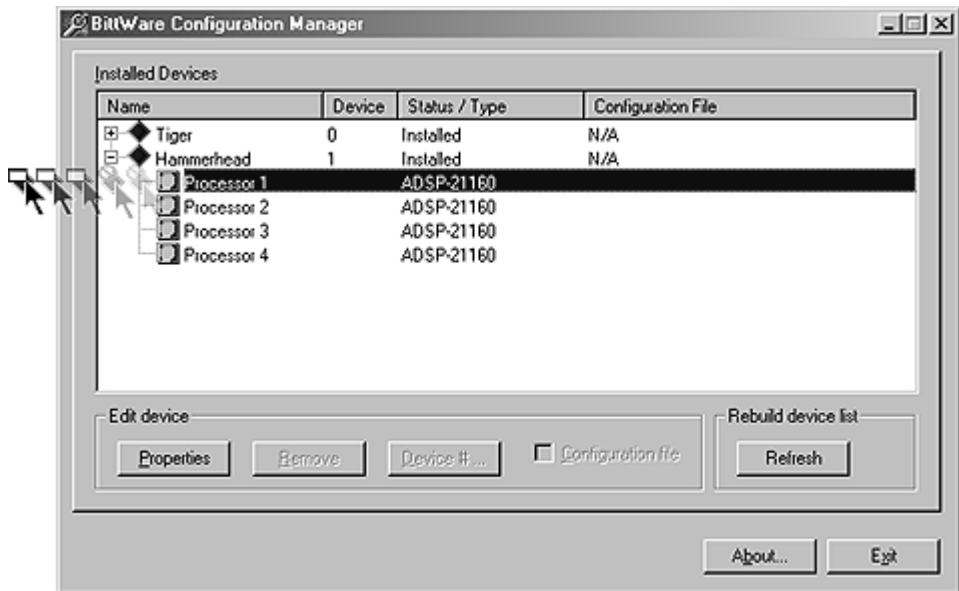 BittWare Configuration Manager
Installed Devices
Name Device Status / Type Configuration File
Tiger 0 Installed N/A
Hammerhead 1 Installed N/A
Processor 1 ADSP-21160
Processor 2 ADSP-21160
Processor 3 ADSP-21160
Processor 4 ADSP-21160
Edit device Rebuild device list
Properties Remove Device # ... Configuration file Refresh
About... Exit